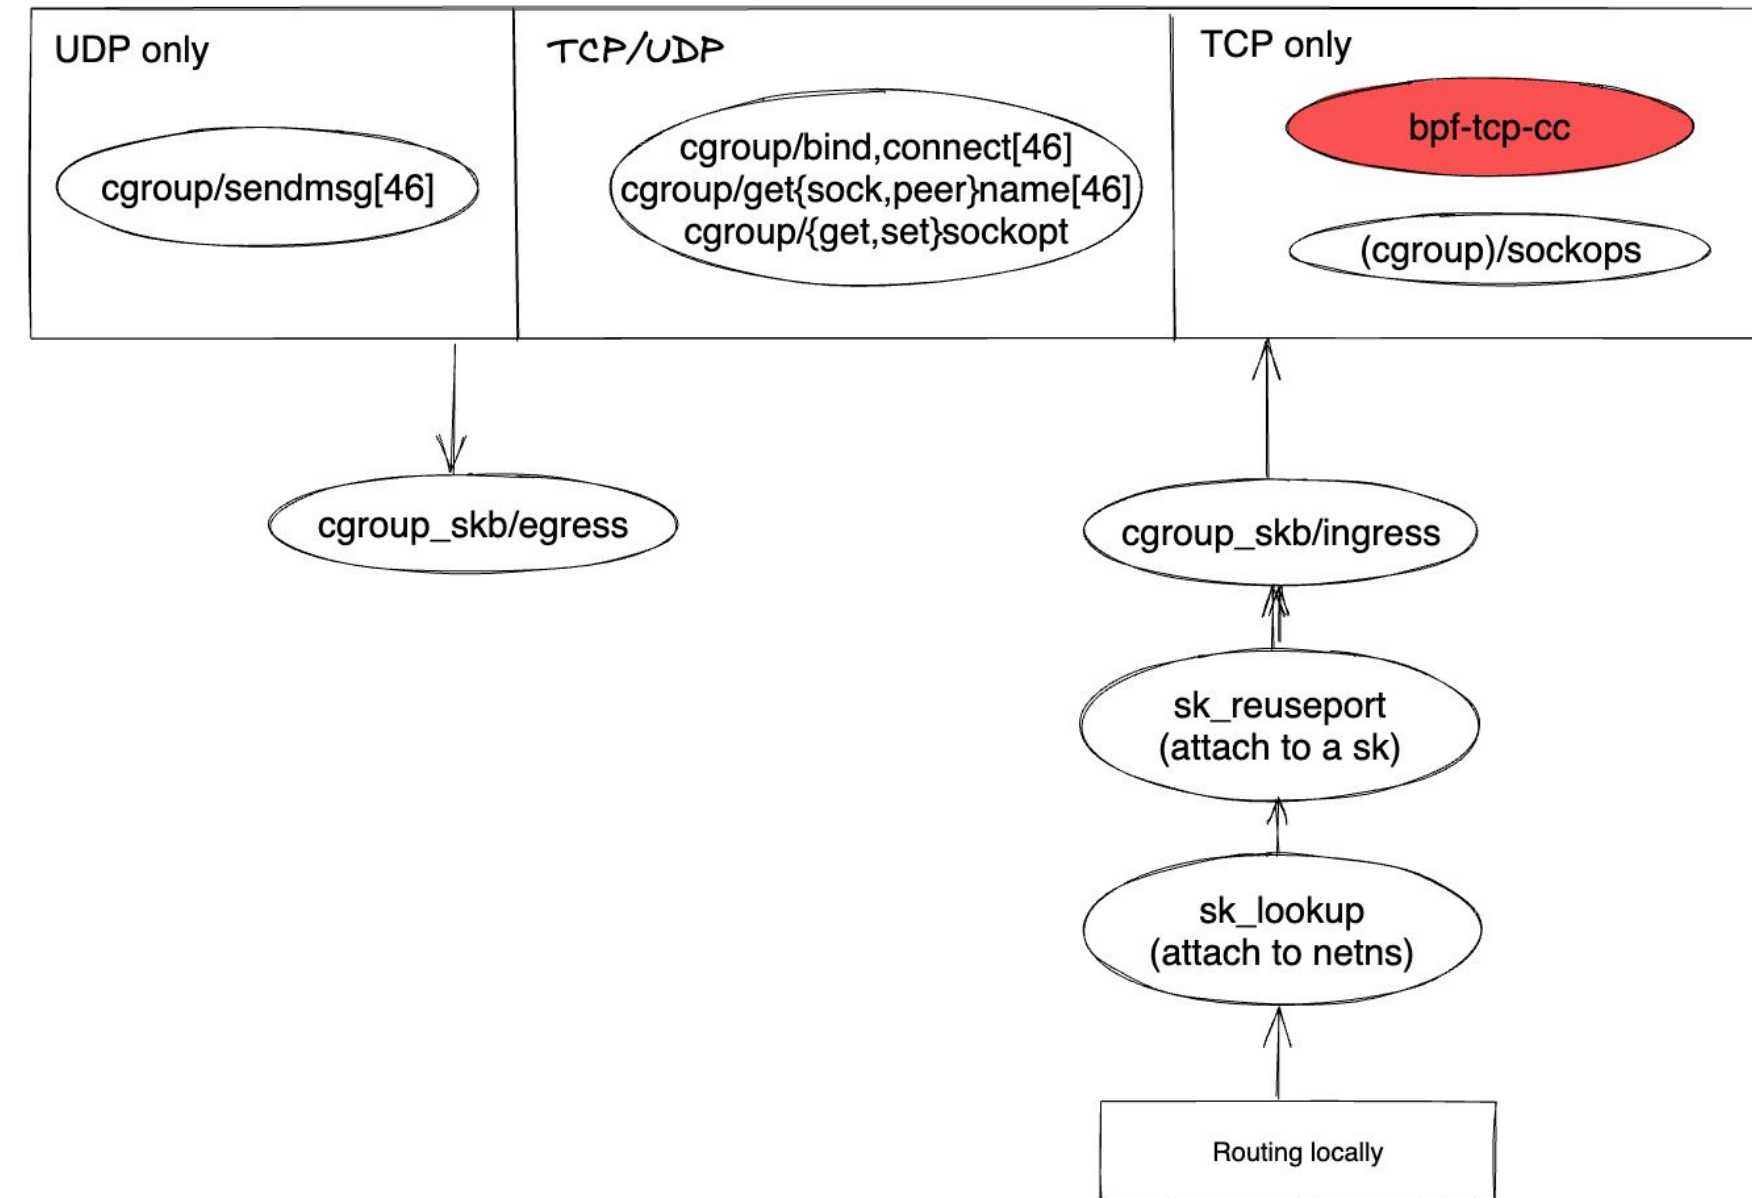 UDP only
cgroup/sendmsg[46]
TCP/UDP
cgroup/bind,connect[46]
cgroup/get{sock,peer}name[46]
cgroup/{get,set}sockopt
TCP only
bpf-tcp-cc
(cgroup)/sockops
cgroup_skb/egress
cgroup_skb/ingress
sk_reuseport
(attach to a sk)
sk_lookup
(attach to netns)
Routing locally